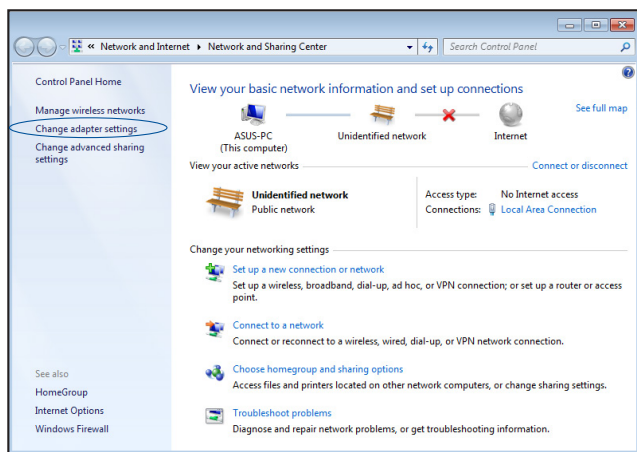 « Network and Internet ▸ Network and Sharing Center
Search Control Panel
Control Panel Home
Manage wireless networks
Change adapter settings
Change advanced sharing
settings
See also
HomeGroup
Internet Options
Windows Firewall
View your basic network information and set up connections
See full map
ASUS-PC
(This computer)
Unidentified network
Internet
View your active networks
Connect or disconnect
Unidentified network
Public network
Access type: No Internet access
Connections: Local Area Connection
Change your networking settings
Set up a new connection or network
Set up a wireless, broadband, dial-up, ad hoc, or VPN connection; or set up a router or access
point.
Connect to a network
Connect or reconnect to a wireless, wired, dial-up, or VPN network connection.
Choose homegroup and sharing options
Access files and printers located on other network computers, or change sharing settings.
Troubleshoot problems
Diagnose and repair network problems, or get troubleshooting information.